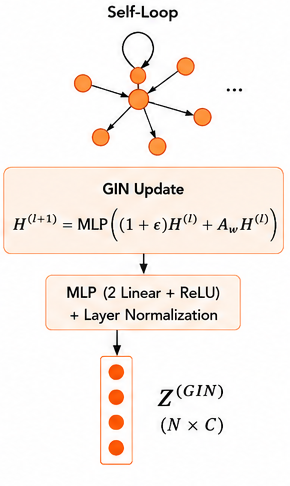 Self-Loop
...
GIN Update
H^{(l+1)} = MLP((1 + ϵ)H^{(l)} + A_w H^{(l)})
MLP (2 Linear + ReLU)
+ Layer Normalization
Z^{(GIN)}
(N × C)